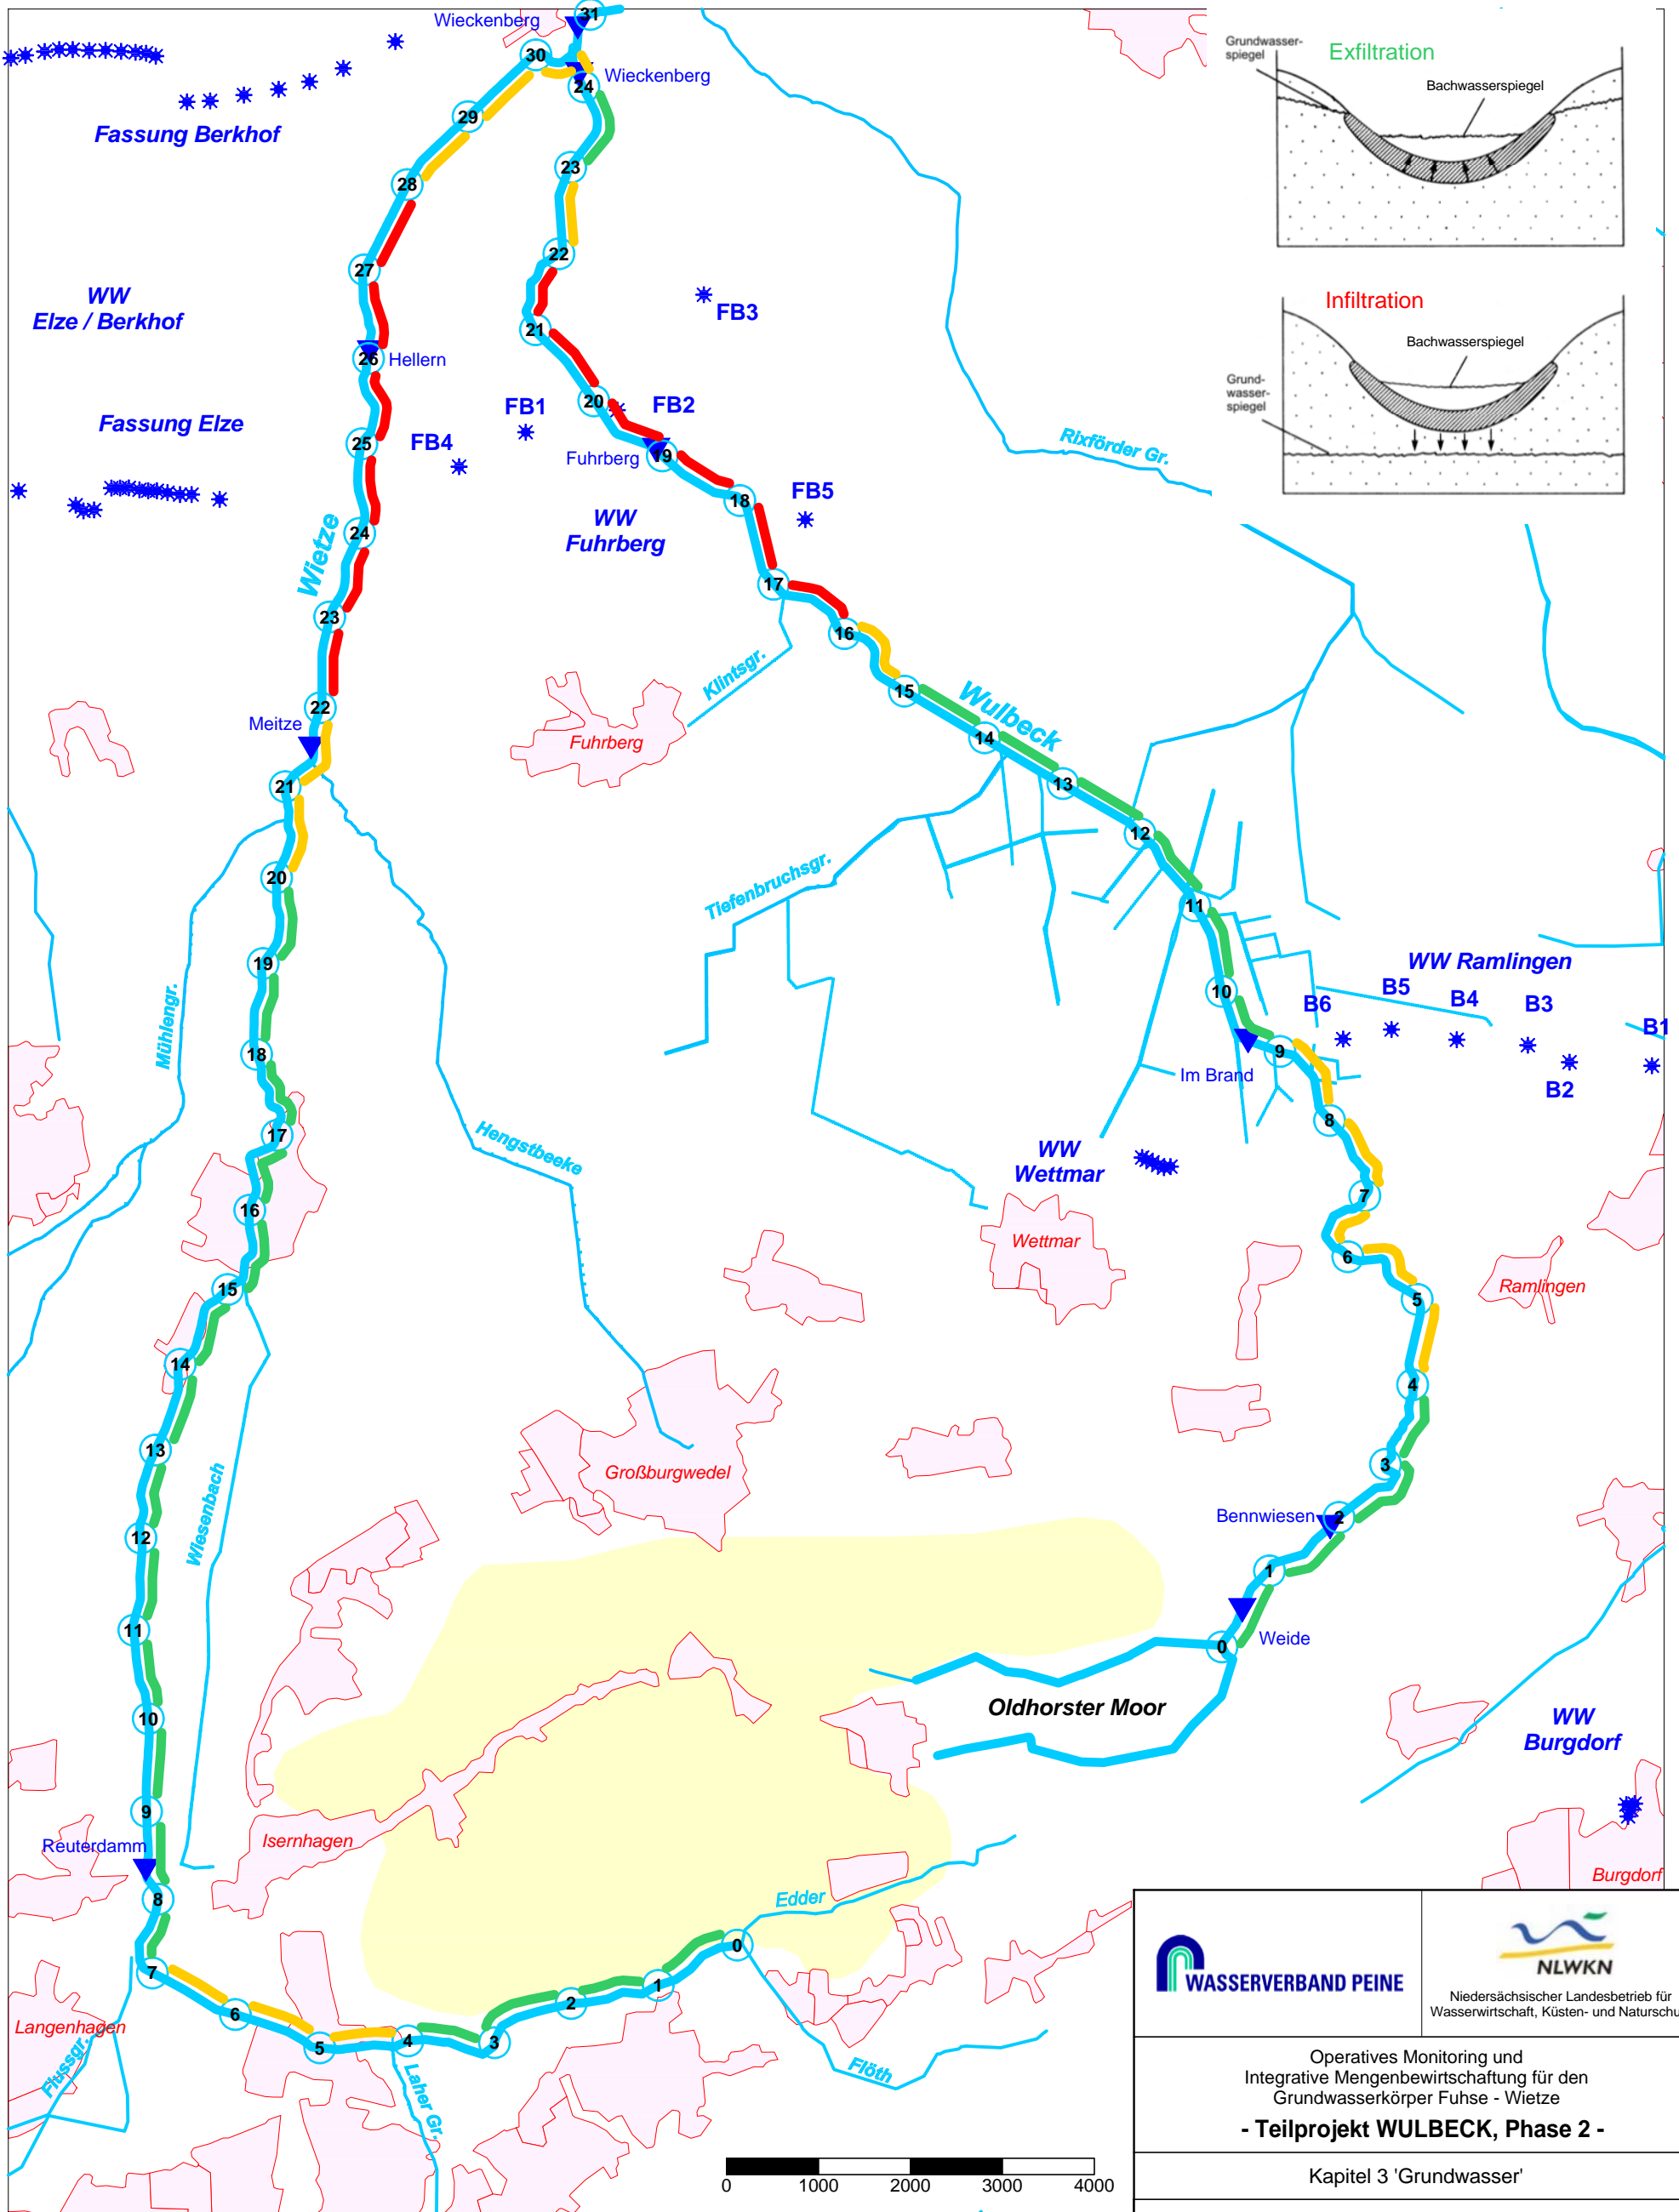 Wieckenberg
31
30
Wieckenberg
24
29
Fassung Berkhof
23
28
22
27
WW
Elze / Berkhof
FB3
21
26
Hellern
20
FB1
FB2
Fassung Elze
25
FB4
Fuhrberg
19
18
FB5
WW
Fuhrberg
24
Wietze
17
23
16
Klintsgr.
15
Wulbeck
22
Meitze
Fuhrberg
14
21
13
12
20
Tiefenbruchsgr.
11
19
10
WW Ramlingen
B6
B5
B4
B3
B1
B2
Mühlengr.
18
9
Im Brand
17
8
Hengstbeeke
WW
Wettmar
7
16
Wettmar
6
15
5
Ramlingen
14
4
13
3
Großburgwedel
Wiesenbach
12
Bennwiesen
2
1
11
0
Weide
10
Oldhorster Moor
WW
Burgdorf
9
Isernhagen
Reuterdamm
8
Burgdorf
Edder
0
7
1
6
2
Langenhagen
5
4
3
Flussgr.
Laher Gr.
Flöth
Rixförder Gr.
Grundwasser-
spiegel
Exfiltration
Bachwasserspiegel
Infiltration
Bachwasserspiegel
Grund-
wasser-
spiegel
0 1000 2000 3000 4000
WASSERVERBAND PEINE
NLWKN
Niedersächsischer Landesbetrieb für
Wasserwirtschaft, Küsten- und Naturschu
Operatives Monitoring und
Integrative Mengenbewirtschaftung für den
Grundwasserkörper Fuhse - Wietze
- Teilprojekt WULBECK, Phase 2 -
Kapitel 3 'Grundwasser'